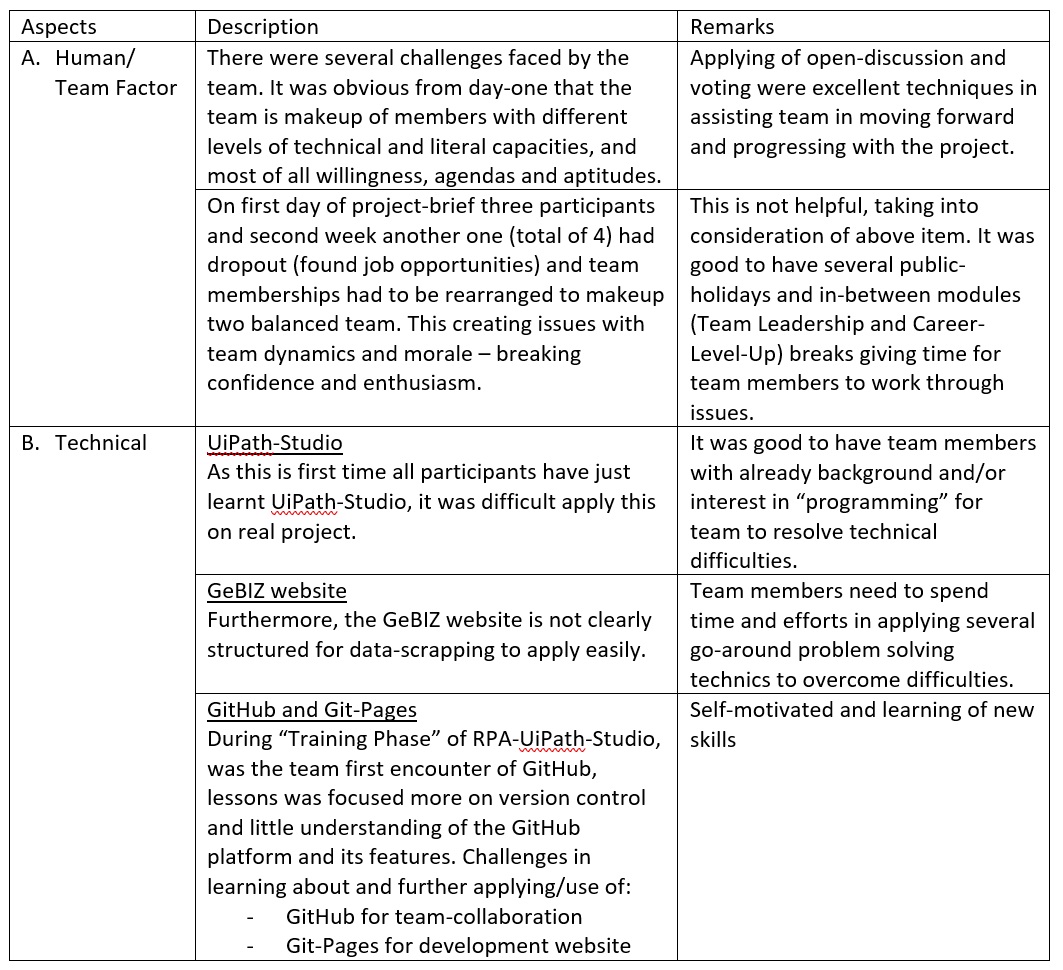 Aspects
Description
Remarks
A. Human/
Team Factor
There were several challenges faced by the
team. It was obvious from day-one that the
team is makeup of members with different
levels of technical and literal capacities, and
most of all willingness, agendas and aptitudes.
Applying of open-discussion and
voting were excellent techniques in
assisting team in moving forward
and progressing with the project.
On first day of project-brief three participants
and second week another one (total of 4) had
dropout (found job opportunities) and team
memberships had to be rearranged to makeup
two balanced team. This creating issues with
team dynamics and morale – breaking
confidence and enthusiasm.
This is not helpful, taking into
consideration of above item. It was
good to have several public-
holidays and in-between modules
(Team Leadership and Career-
Level-Up) breaks giving time for
team members to work through
issues.
B. Technical
UiPath-Studio
As this is first time all participants have just
learnt UiPath-Studio, it was difficult apply this
on real project.
It was good to have team members
with already background and/or
interest in “programming” for
team to resolve technical
difficulties.
GeBIZ website
Furthermore, the GeBIZ website is not clearly
structured for data-scrapping to apply easily.
Team members need to spend
time and efforts in applying several
go-around problem solving
technics to overcome difficulties.
GitHub and Git-Pages
During “Training Phase” of RPA-UiPath-Studio,
was the team first encounter of GitHub,
lessons was focused more on version control
and little understanding of the GitHub
platform and its features. Challenges in
learning about and further applying/use of:
- GitHub for team-collaboration
- Git-Pages for development website
Self-motivated and learning of new
skills